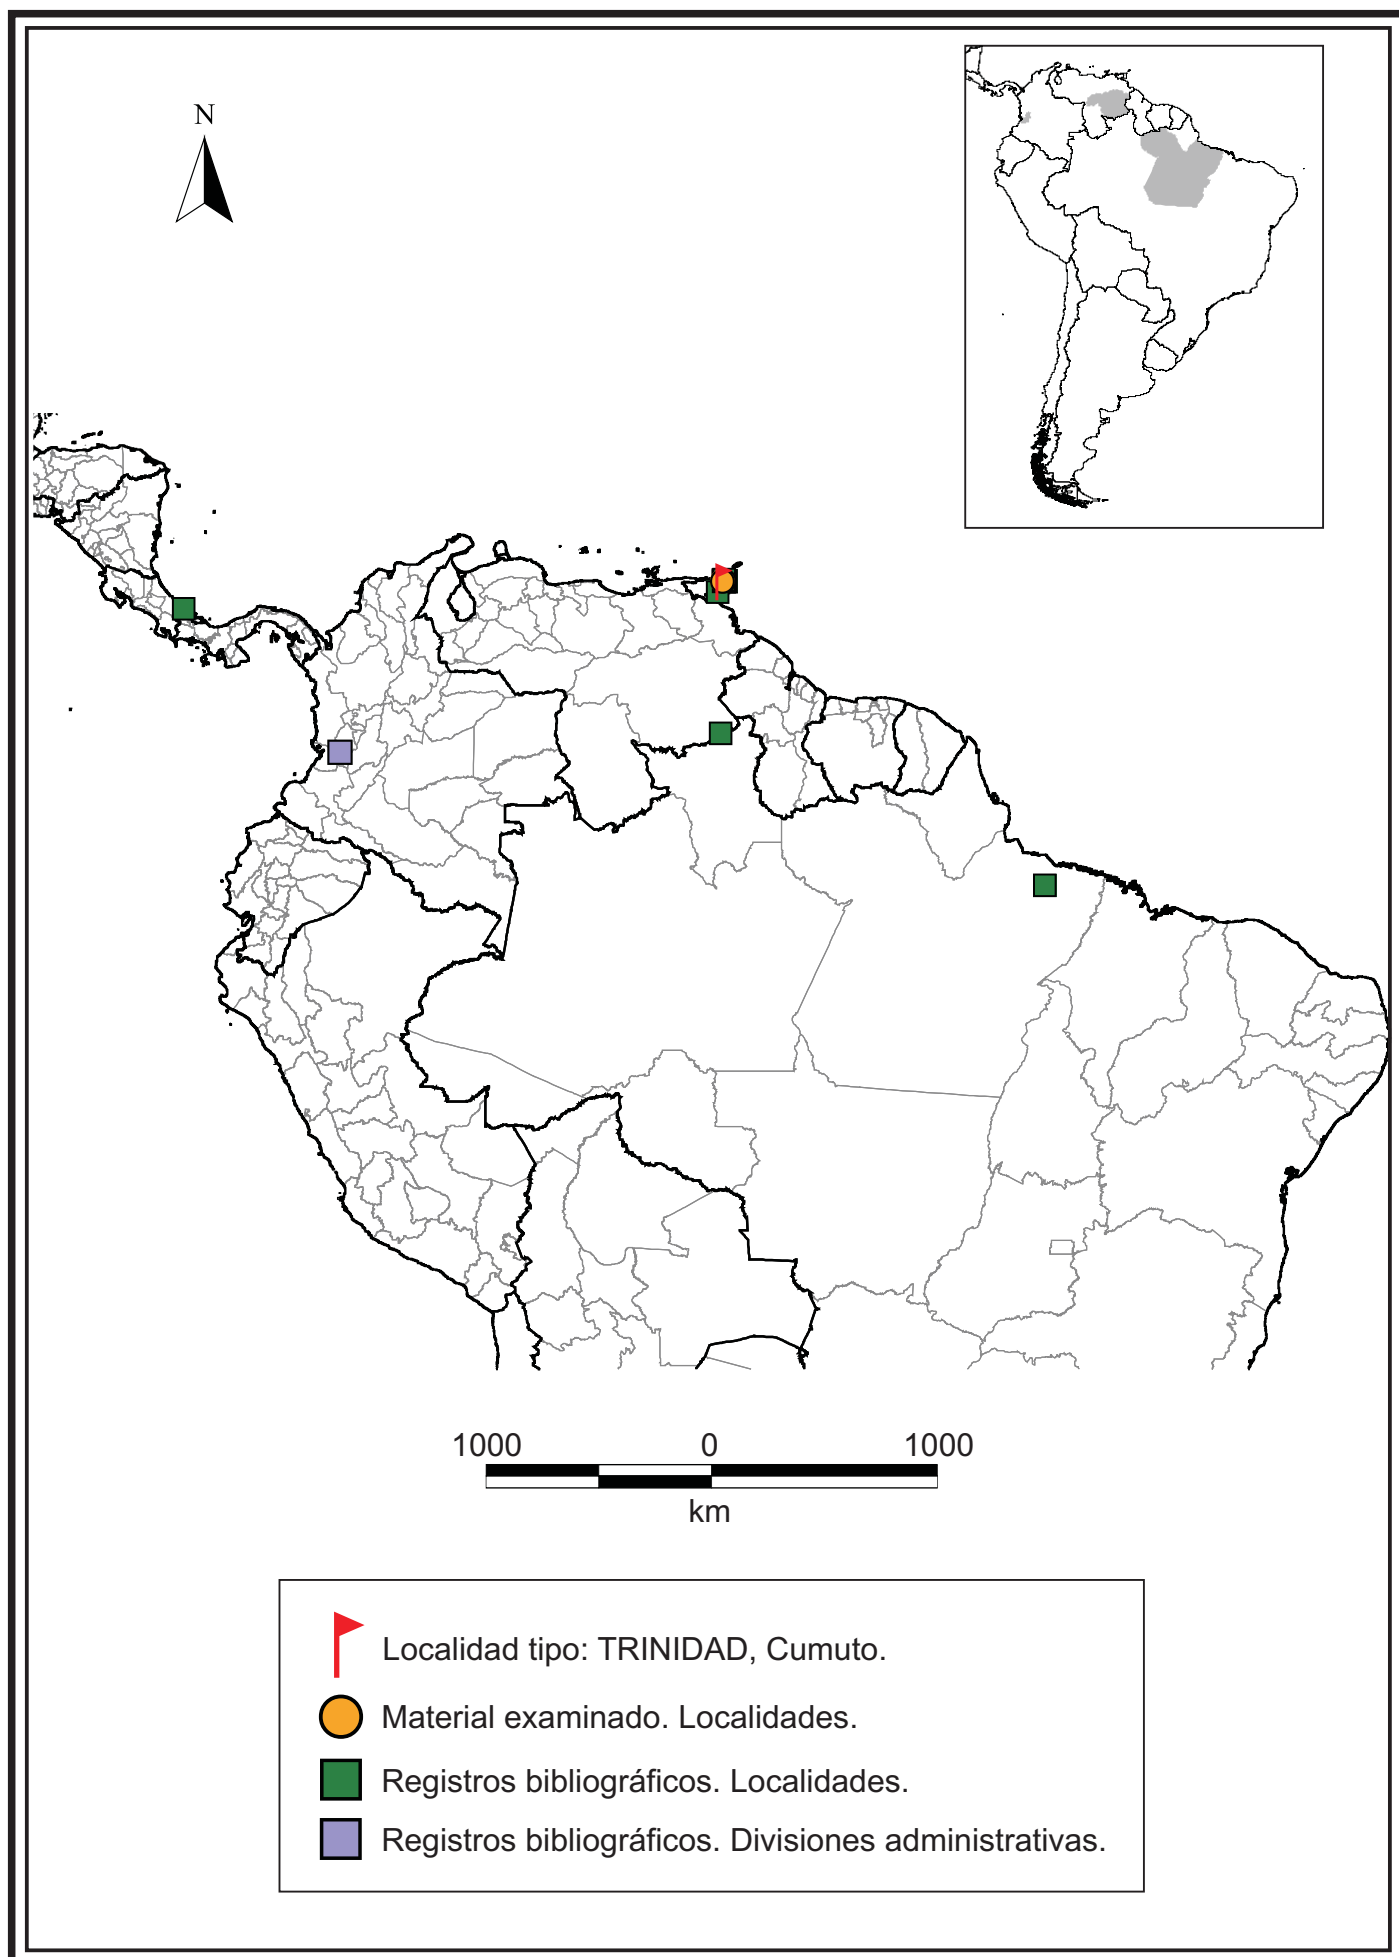 N
1000 0 1000
km
Localidad tipo: TRINIDAD, Cumuto.
Material examinado. Localidades.
Registros bibliográficos. Localidades.
Registros bibliográficos. Divisiones administrativas.